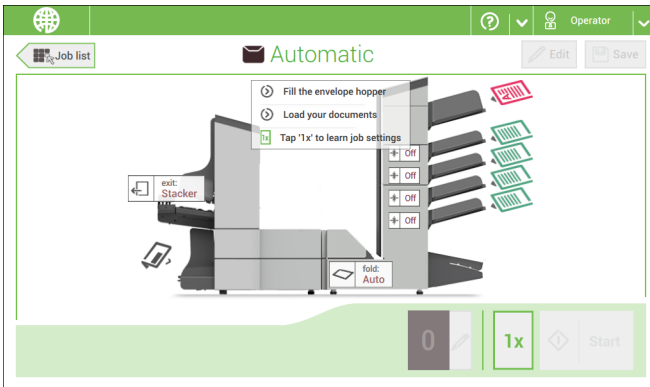 Operator
Job list
Automatic
Edit
Save
Fill the envelope hopper
Load your documents
1x Tap '1x' to learn job settings
Off
Off
Off
Off
exit:
Stacker
fold:
Auto
0
1x
Start